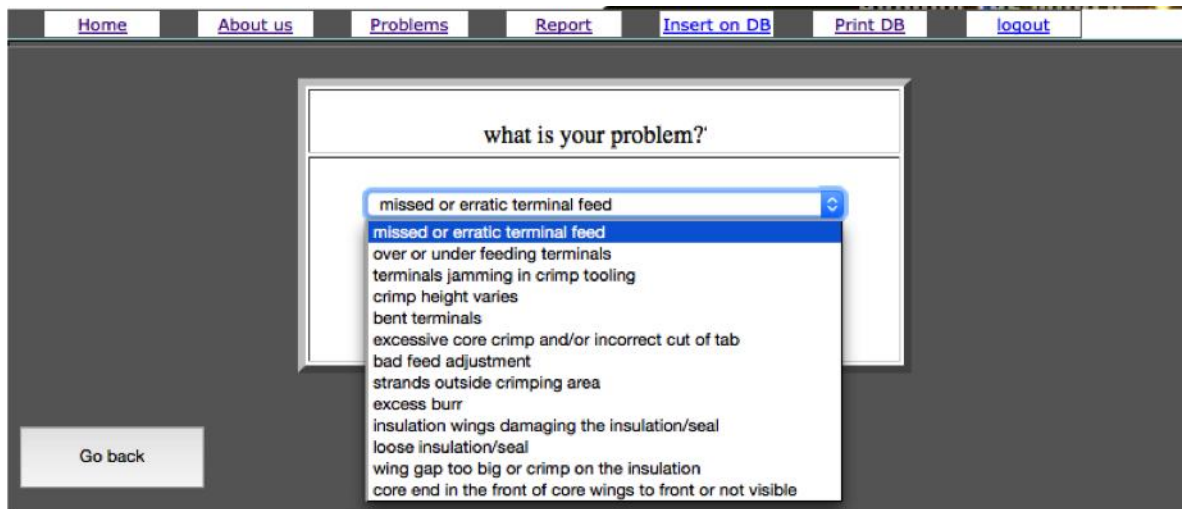 Home About us Problems Report Insert on DB Print DB logout
what is your problem?'
missed or erratic terminal feed
missed or erratic terminal feed
over or under feeding terminals
terminals jamming in crimp tooling
crimp height varies
bent terminals
excessive core crimp and/or incorrect cut of tab
bad feed adjustment
strands outside crimping area
excess burr
insulation wings damaging the insulation/seal
loose insulation/seal
wing gap too big or crimp on the insulation
core end in the front of core wings to front or not visible
Go back